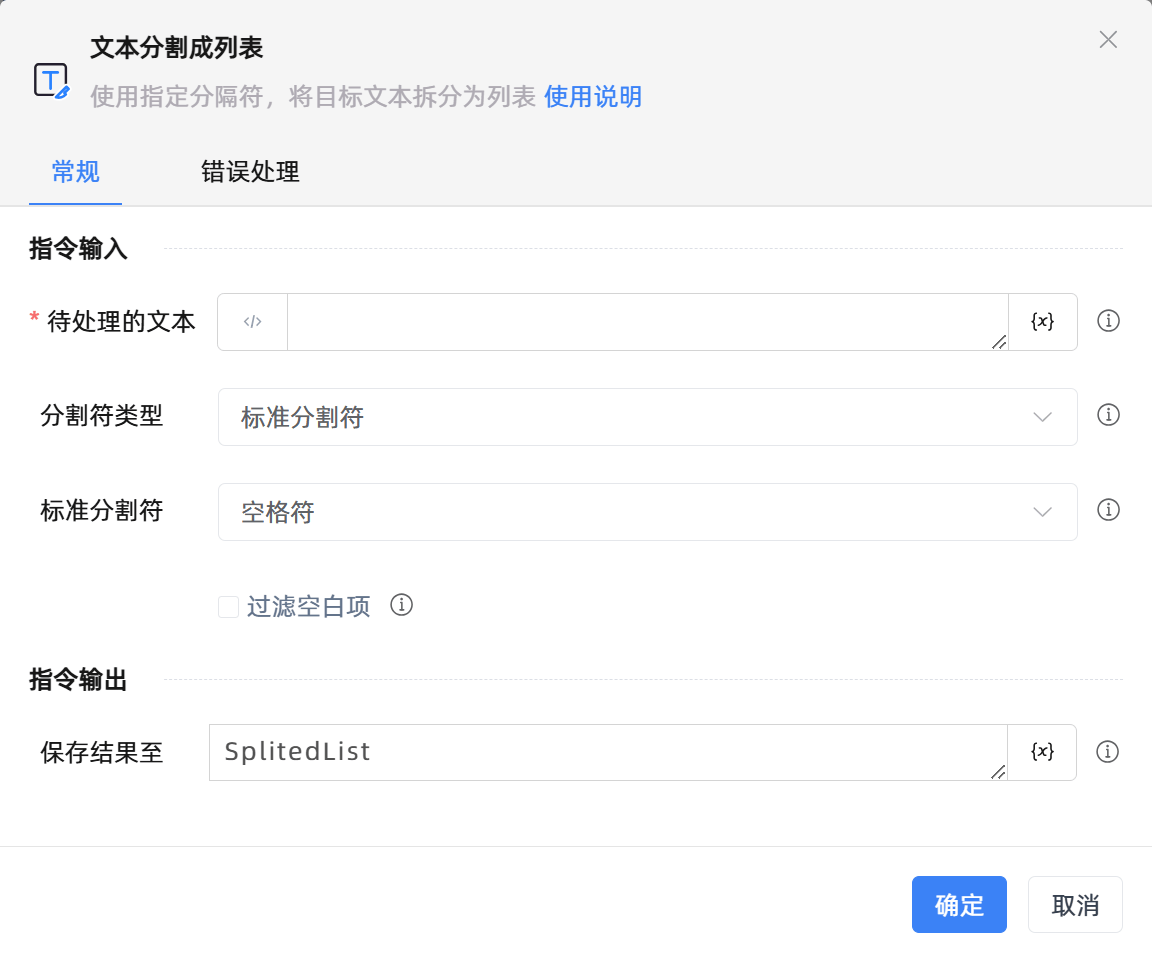 文本分割成列表
使用指定分隔符，将目标文本拆分为列表 使用说明
常规 错误处理
指令输入
* 待处理的文本 </> {x}
分割符类型 标准分割符
标准分割符 空格符
过滤空白项
指令输出
保存结果至 SplitedList {x}
确定 取消